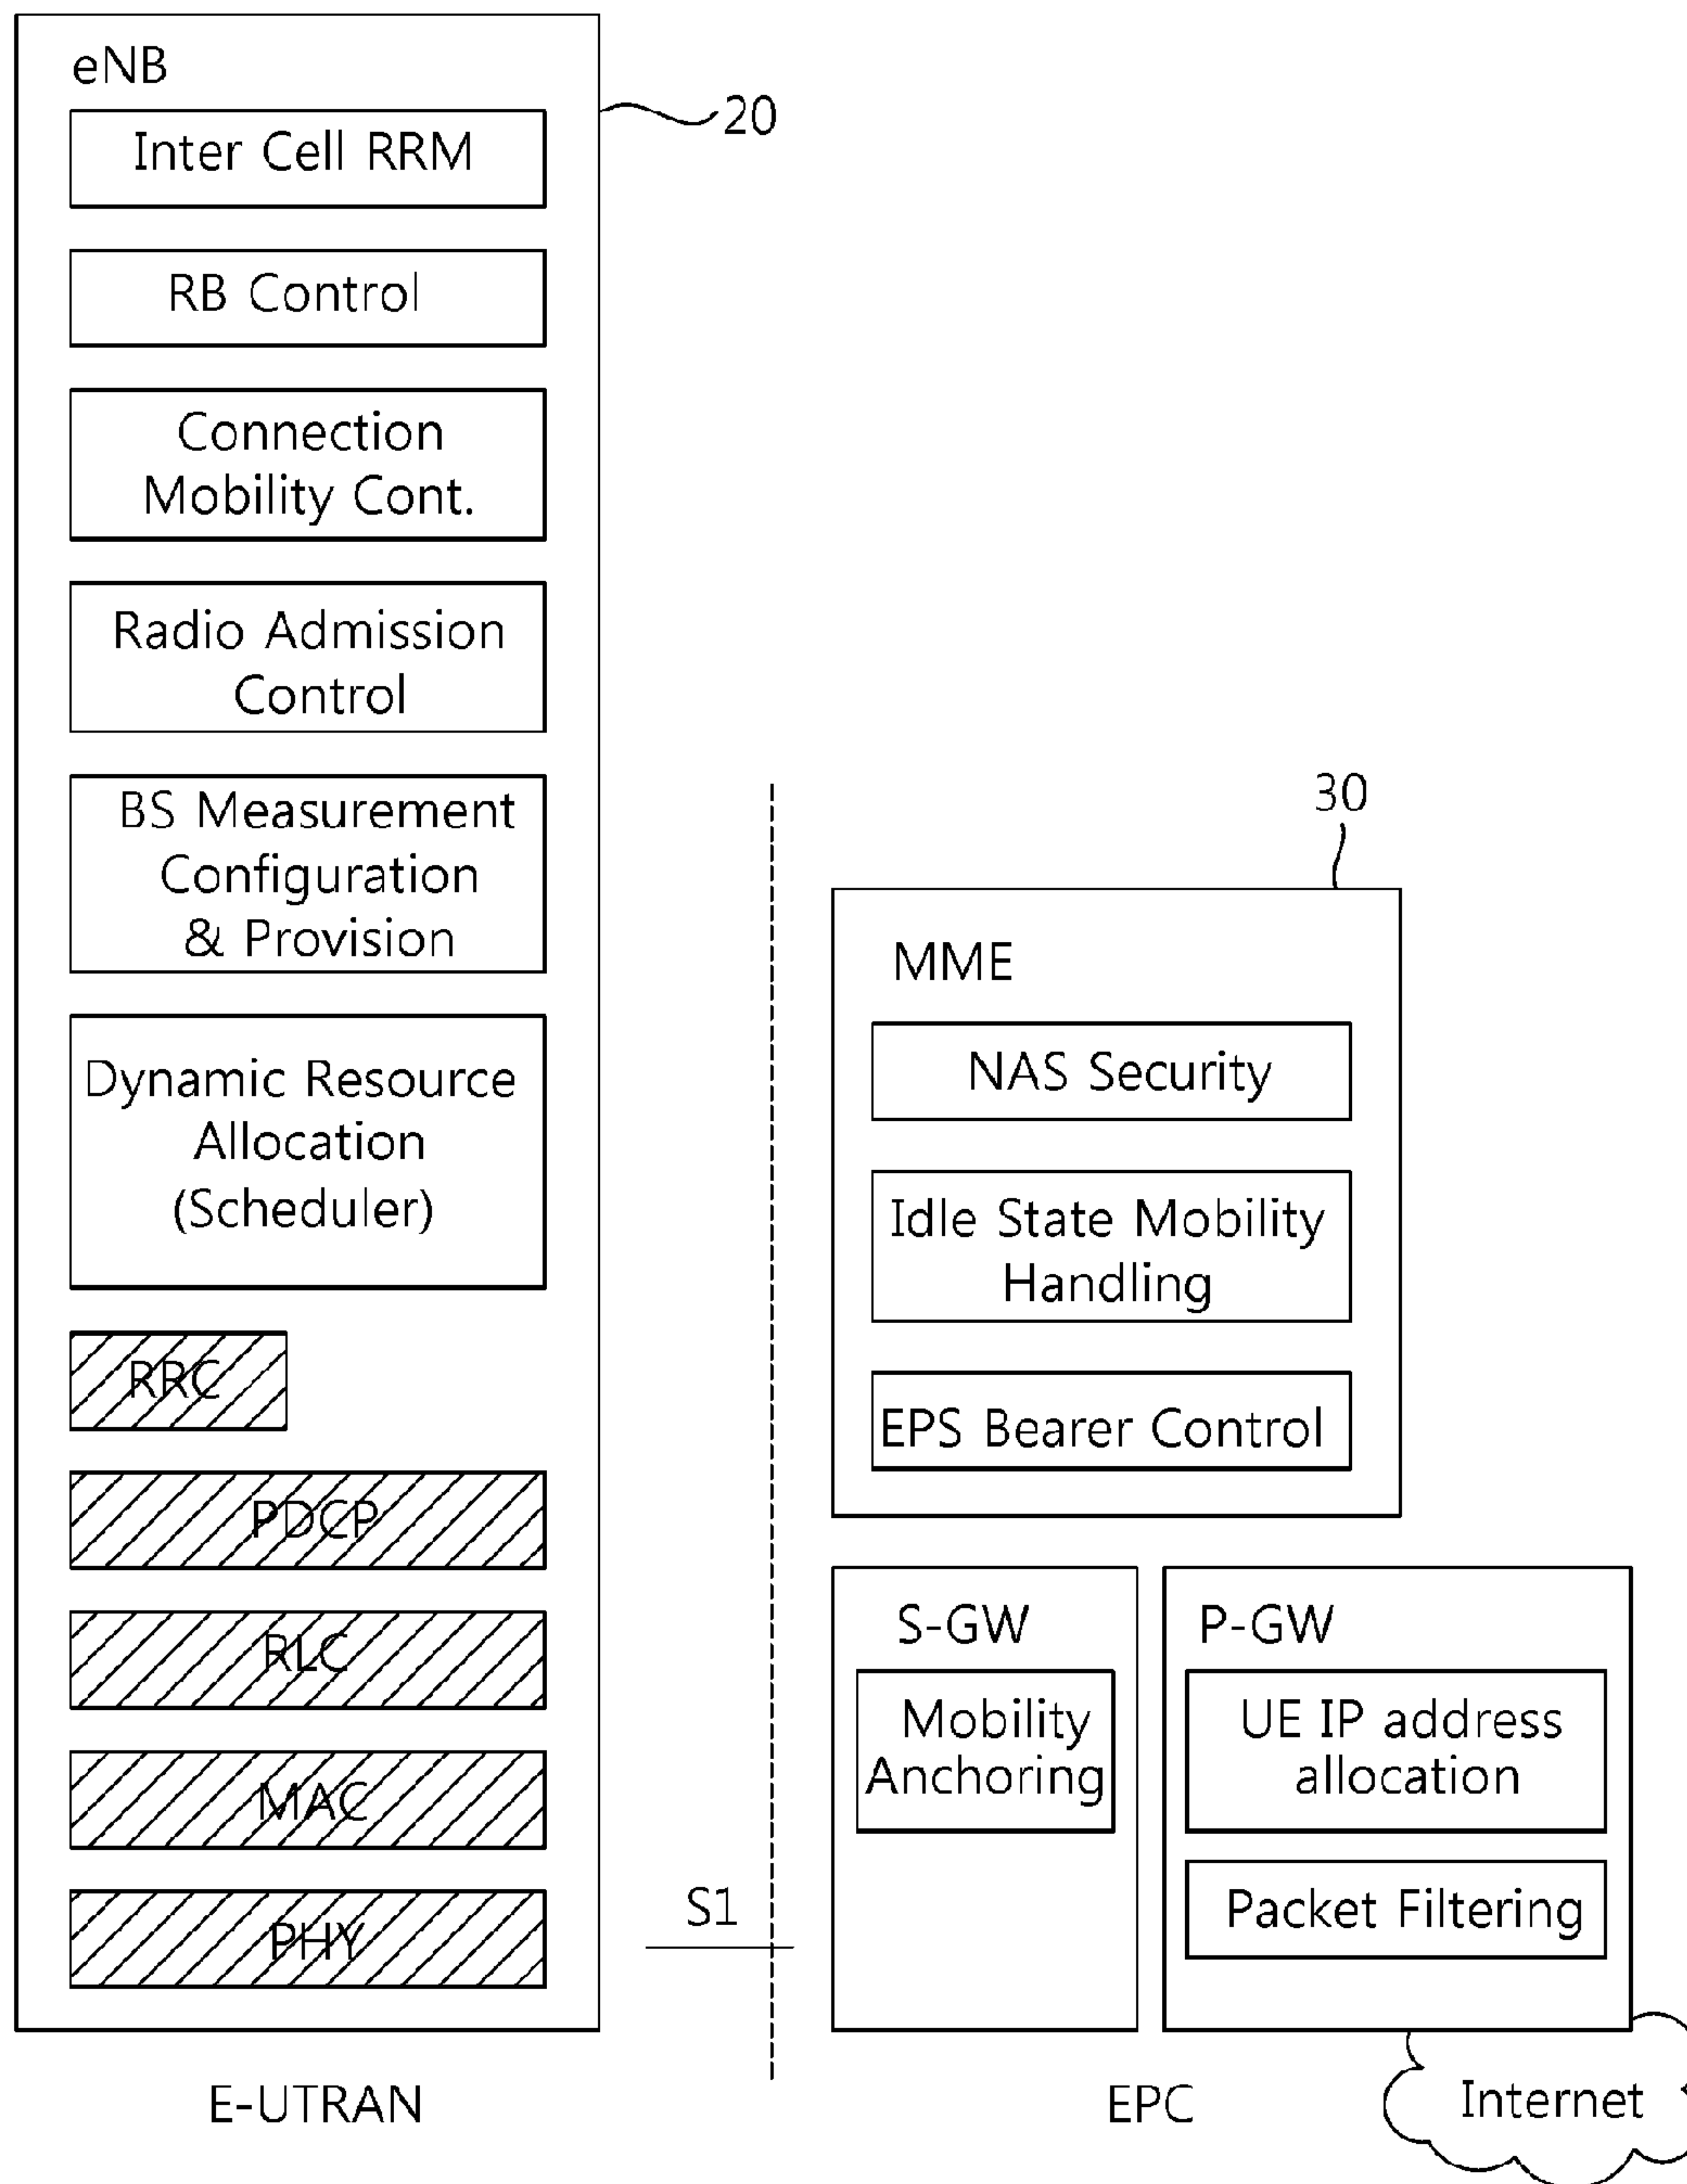 eNB
20
Inter Cell RRM
RB Control
Connection
Mobility Cont.
Radio Admission
Control
BS Measurement
Configuration
& Provision
Dynamic Resource
Allocation
(Scheduler)
RRC
PDCP
RLC
MAC
PHY
S1
E-UTRAN
30
MME
NAS Security
Idle State Mobility
Handling
EPS Bearer Control
S-GW
Mobility
Anchoring
P-GW
UE IP address
allocation
Packet Filtering
EPC
Internet